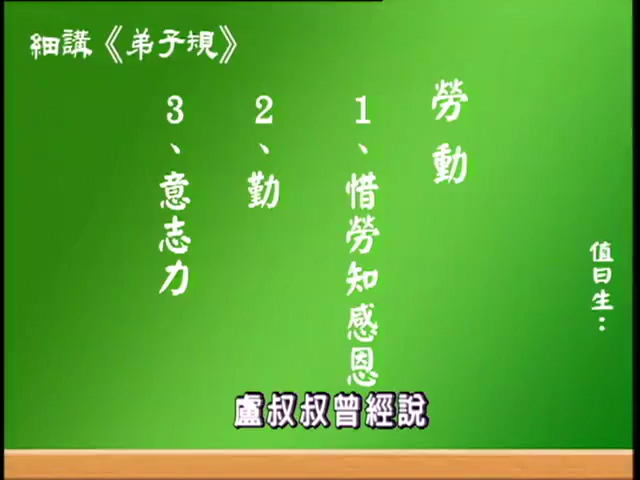 細講《弟子規》
勞動
1、惜勞知感恩
2、勤
3、意志力
值日生：
盧叔叔曾經說